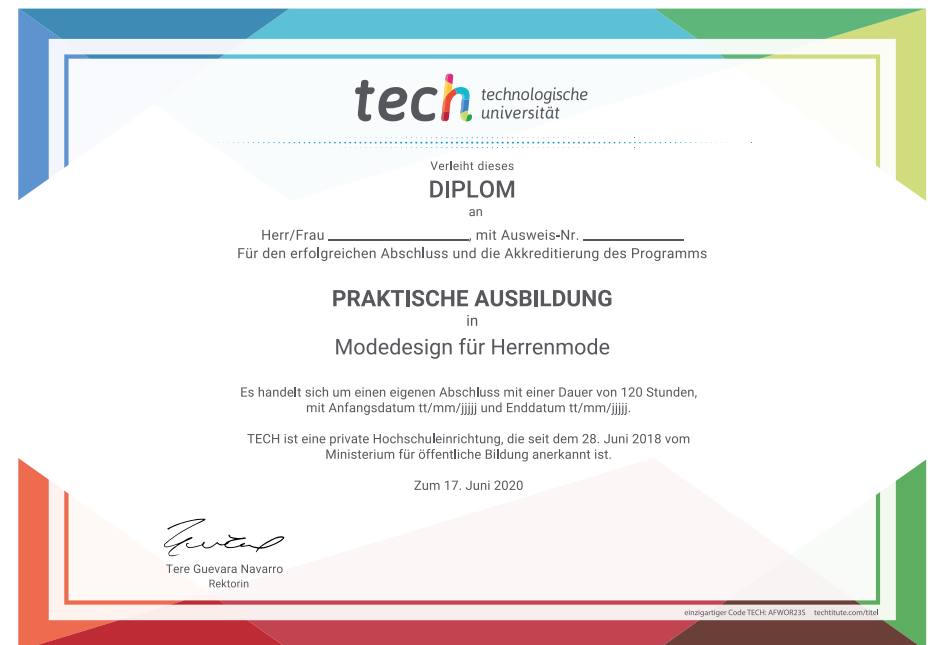 tech technologische
universität
Verleiht dieses
DIPLOM
an
Herr/Frau ____________________, mit Ausweis-Nr. ______________
Für den erfolgreichen Abschluss und die Akkreditierung des Programms
PRAKTISCHE AUSBILDUNG
in
Modedesign für Herrenmode
Es handelt sich um einen eigenen Abschluss mit einer Dauer von 120 Stunden,
mit Anfangsdatum tt/mm/jjjjj und Enddatum tt/mm/jjjjj.
TECH ist eine private Hochschuleinrichtung, die seit dem 28. Juni 2018 vom
Ministerium für öffentliche Bildung anerkannt ist.
Zum 17. Juni 2020
Tere Guevara Navarro
Rektorin
einzigartiger Code TECH: AFWOR23S techtitute.com/titel